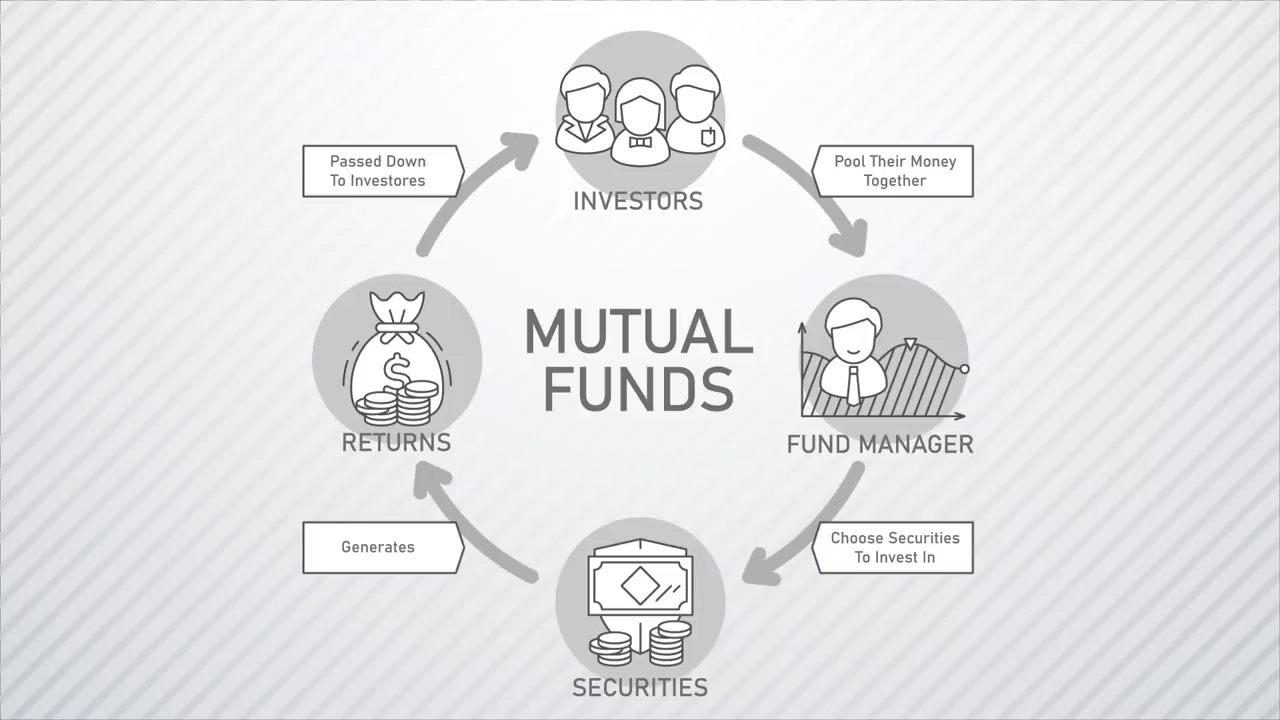 INVESTORS
Passed Down
To Investores
Pool Their Money
Together
MUTUAL
FUNDS
$
RETURNS
FUND MANAGER
Generates
Choose Securities
To Invest In
SECURITIES